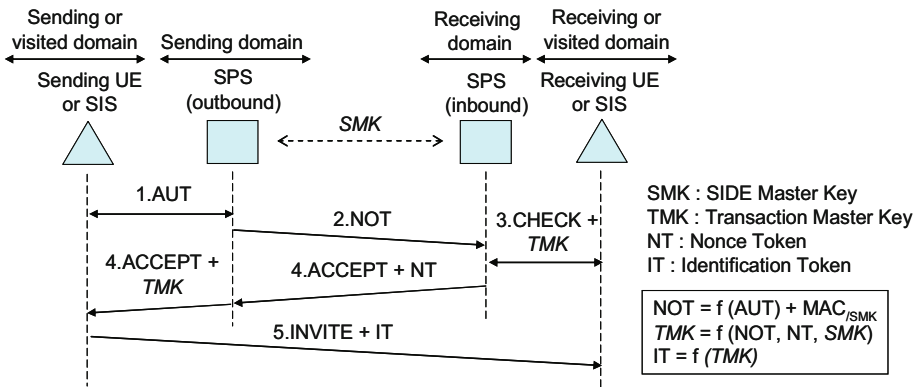 Sending or
visited domain
Sending domain
Receiving
domain
Receiving or
visited domain
Sending UE
or SIS
SPS
(outbound)
SPS
(inbound)
Receiving UE
or SIS
SMK
1.AUT
2.NOT
3.CHECK +
TMK
4.ACCEPT +
TMK
4.ACCEPT + NT
5.INVITE + IT
SMK : SIDE Master Key
TMK : Transaction Master Key
NT : Nonce Token
IT : Identification Token
NOT = f (AUT) + MAC/SMK
TMK = f (NOT, NT, SMK)
IT = f (TMK)